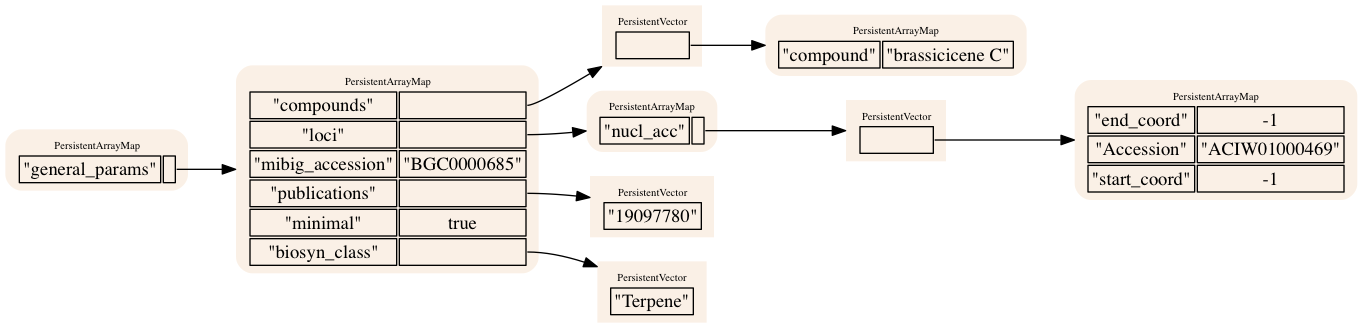 PersistentArrayMap
"general_params"
PersistentArrayMap
"compounds"
"loci"
"mibig_accession" "BGC0000685"
"publications"
"minimal" true
"biosyn_class"
PersistentVector
PersistentArrayMap
"compound" "brassicicene C"
PersistentArrayMap
"nucl_acc"
PersistentVector
PersistentArrayMap
"end_coord" -1
"Accession" "ACIW01000469"
"start_coord" -1
PersistentVector
"19097780"
PersistentVector
"Terpene"